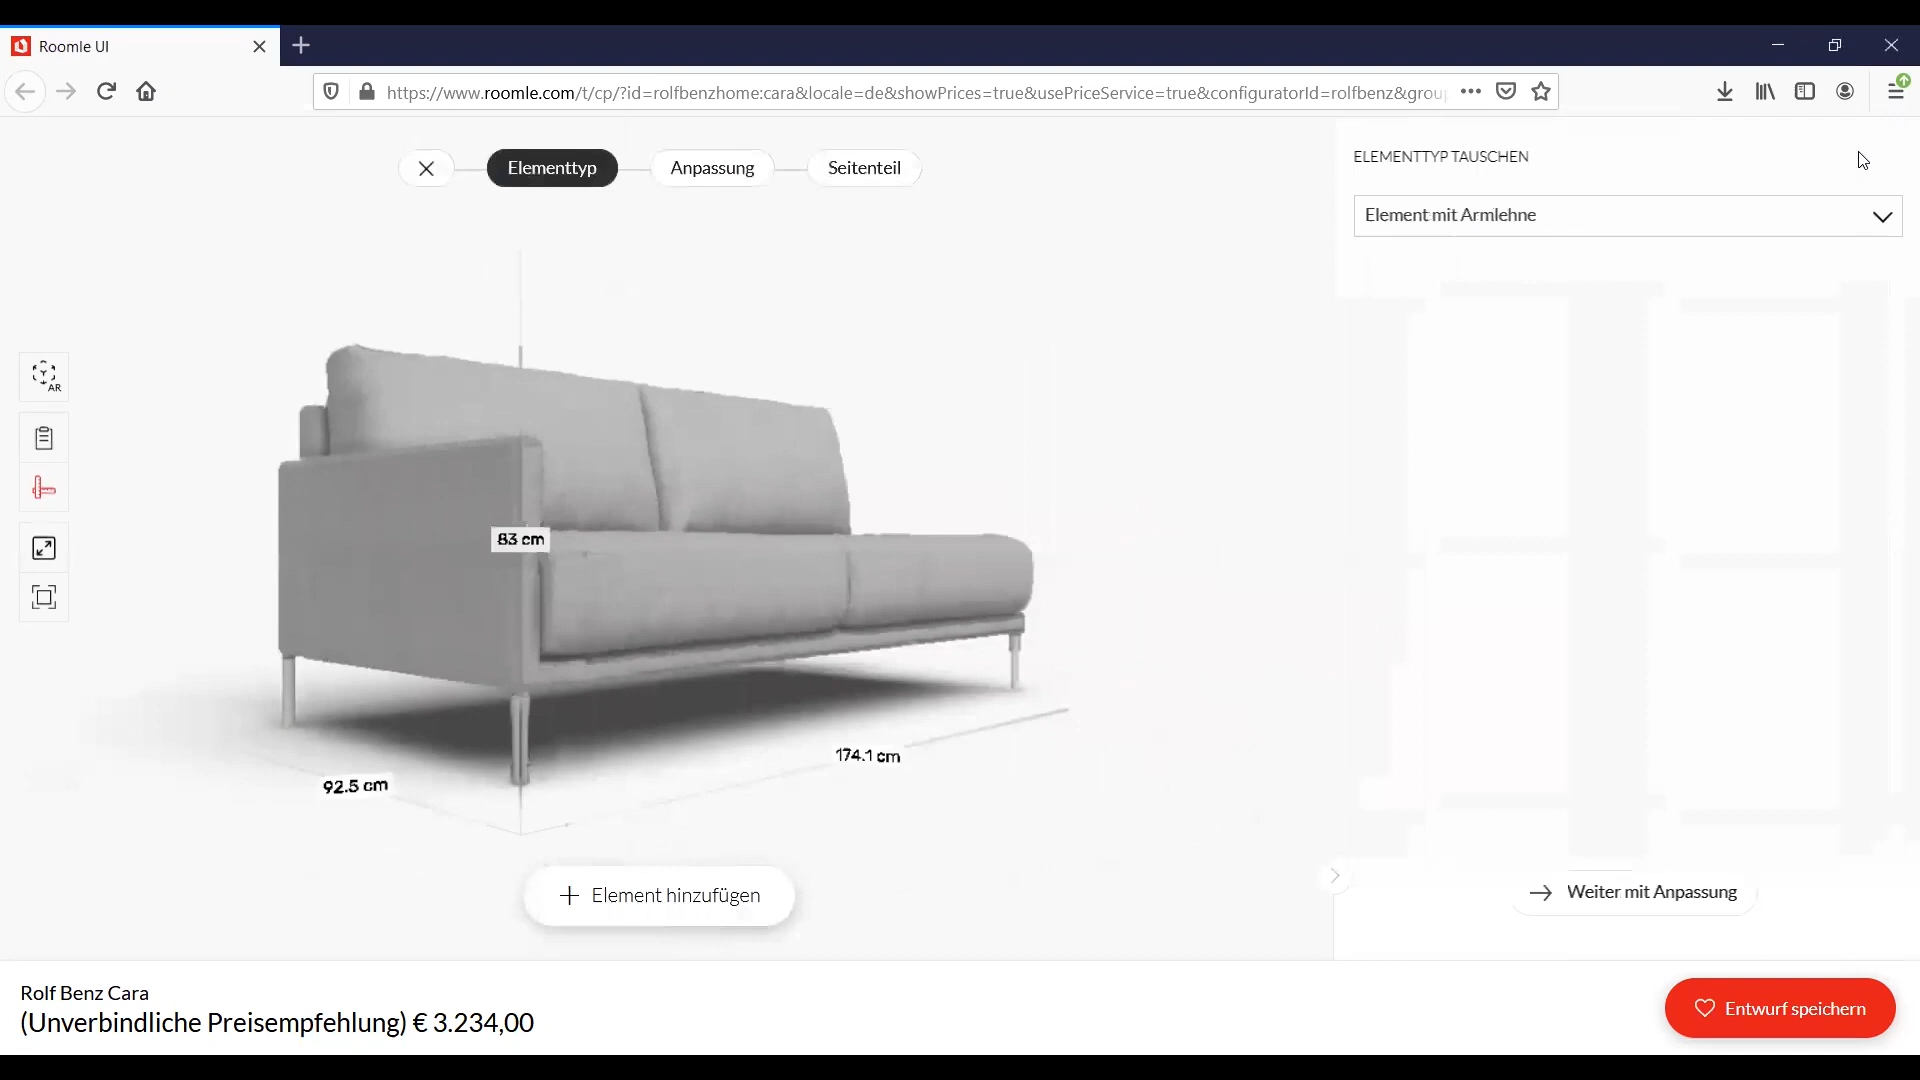 Roomle UI
https://www.roomle.com/t/cp/?id=rolfbenzhome:cara&locale=de&showPrices=true&usePriceService=true&configuratorId=rolfbenz&grou
Elementtyp
Anpassung
Seitenteil
ELEMENTTYP TAUSCHEN
Element mit Armlehne
AR
83 cm
174.1 cm
92.5 cm
Element hinzufügen
Weiter mit Anpassung
Rolf Benz Cara
(Unverbindliche Preisempfehlung) € 3.234,00
Entwurf speichern